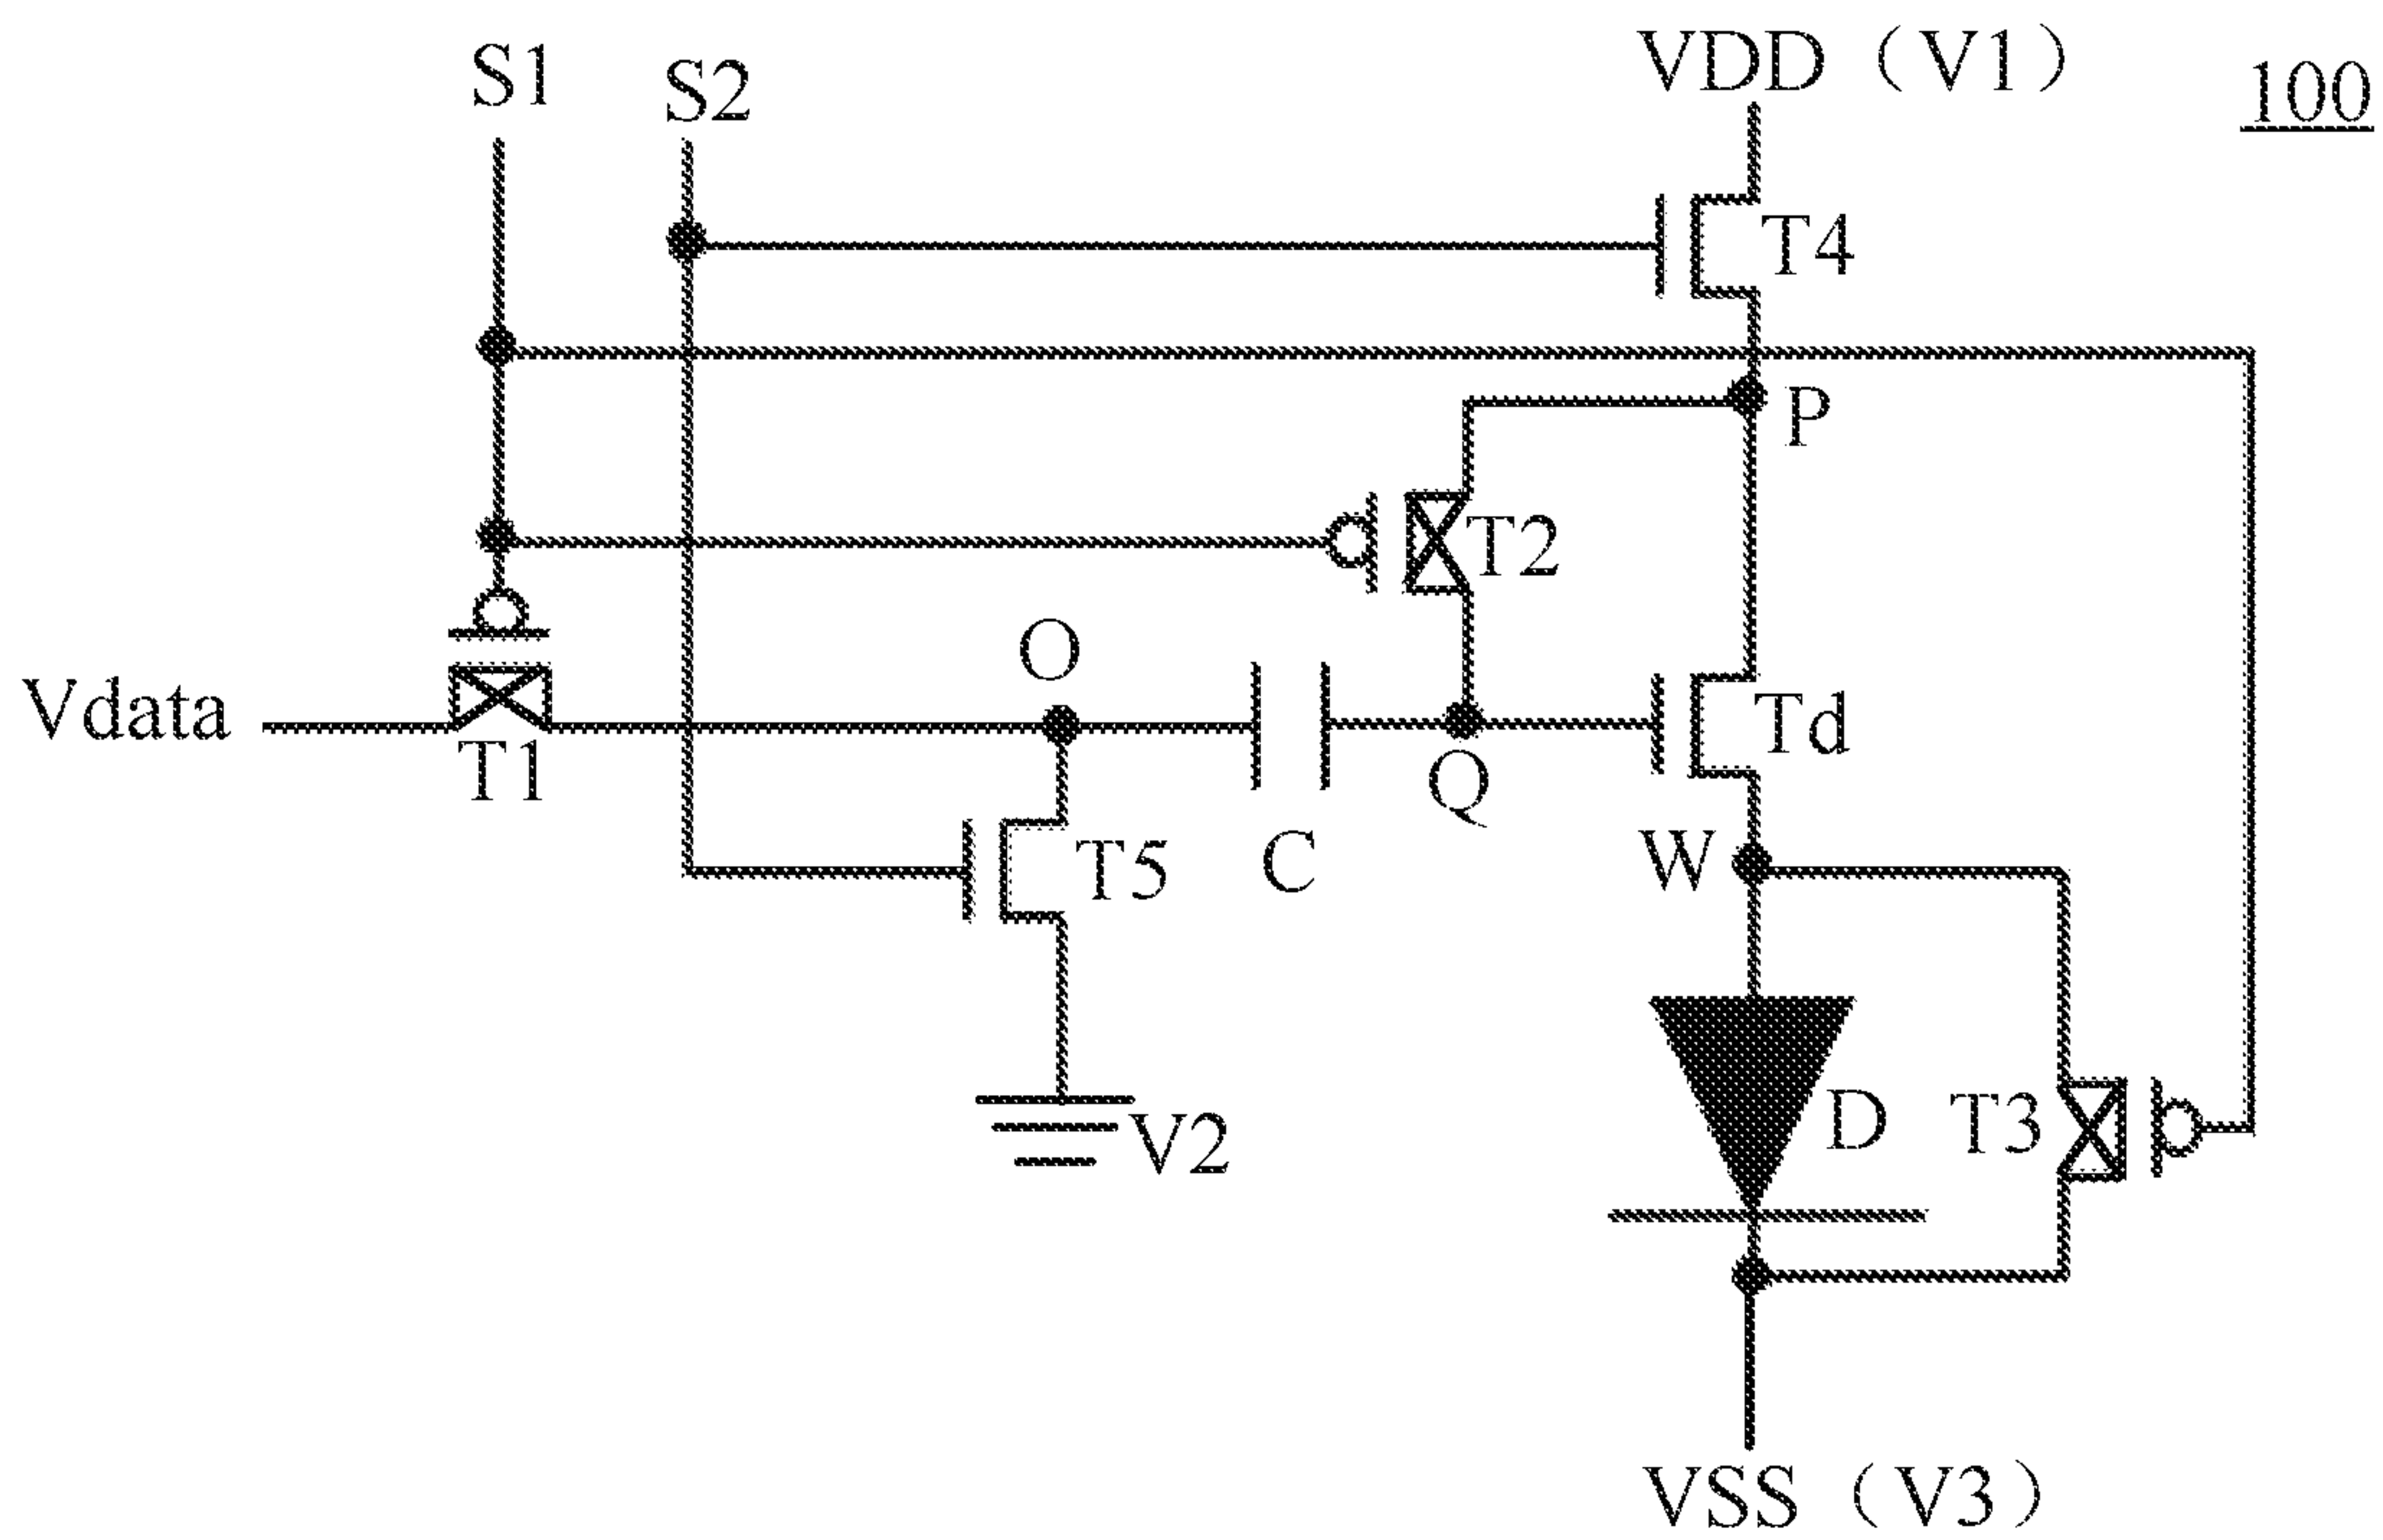 S1
S2
VDD（V1）
100
T4
P
T2
O
Vdata
T1
Td
Q
W
T5
C
D
T3
V2
VSS（V3）